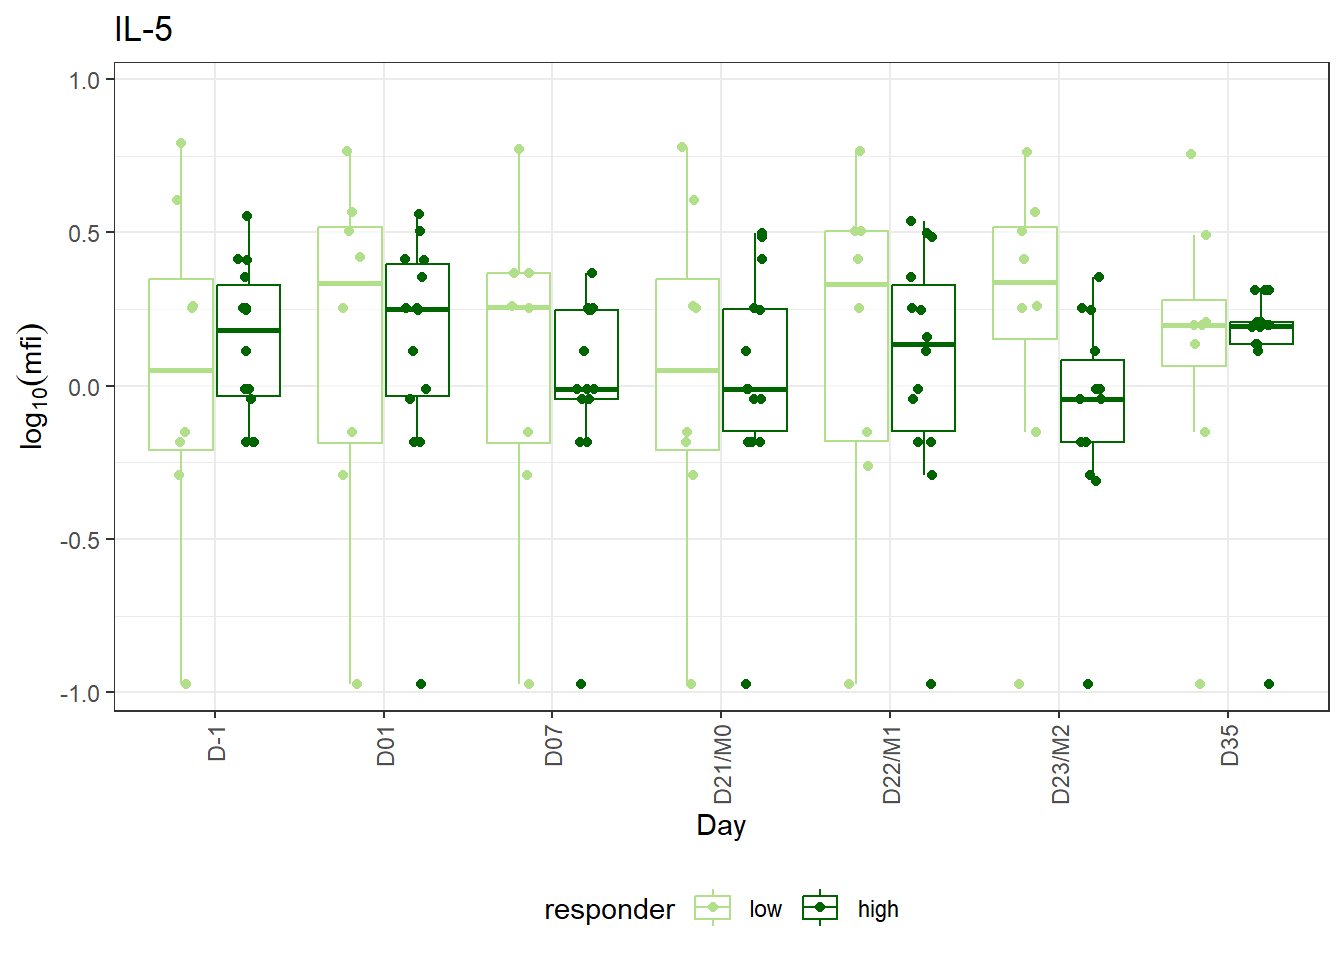 IL-5
1.0
0.5
0.0
-0.5
-1.0
log10(mfi)
D-1
D01
D07
D21/M0
D22/M1
D23/M2
D35
Day
responder low high